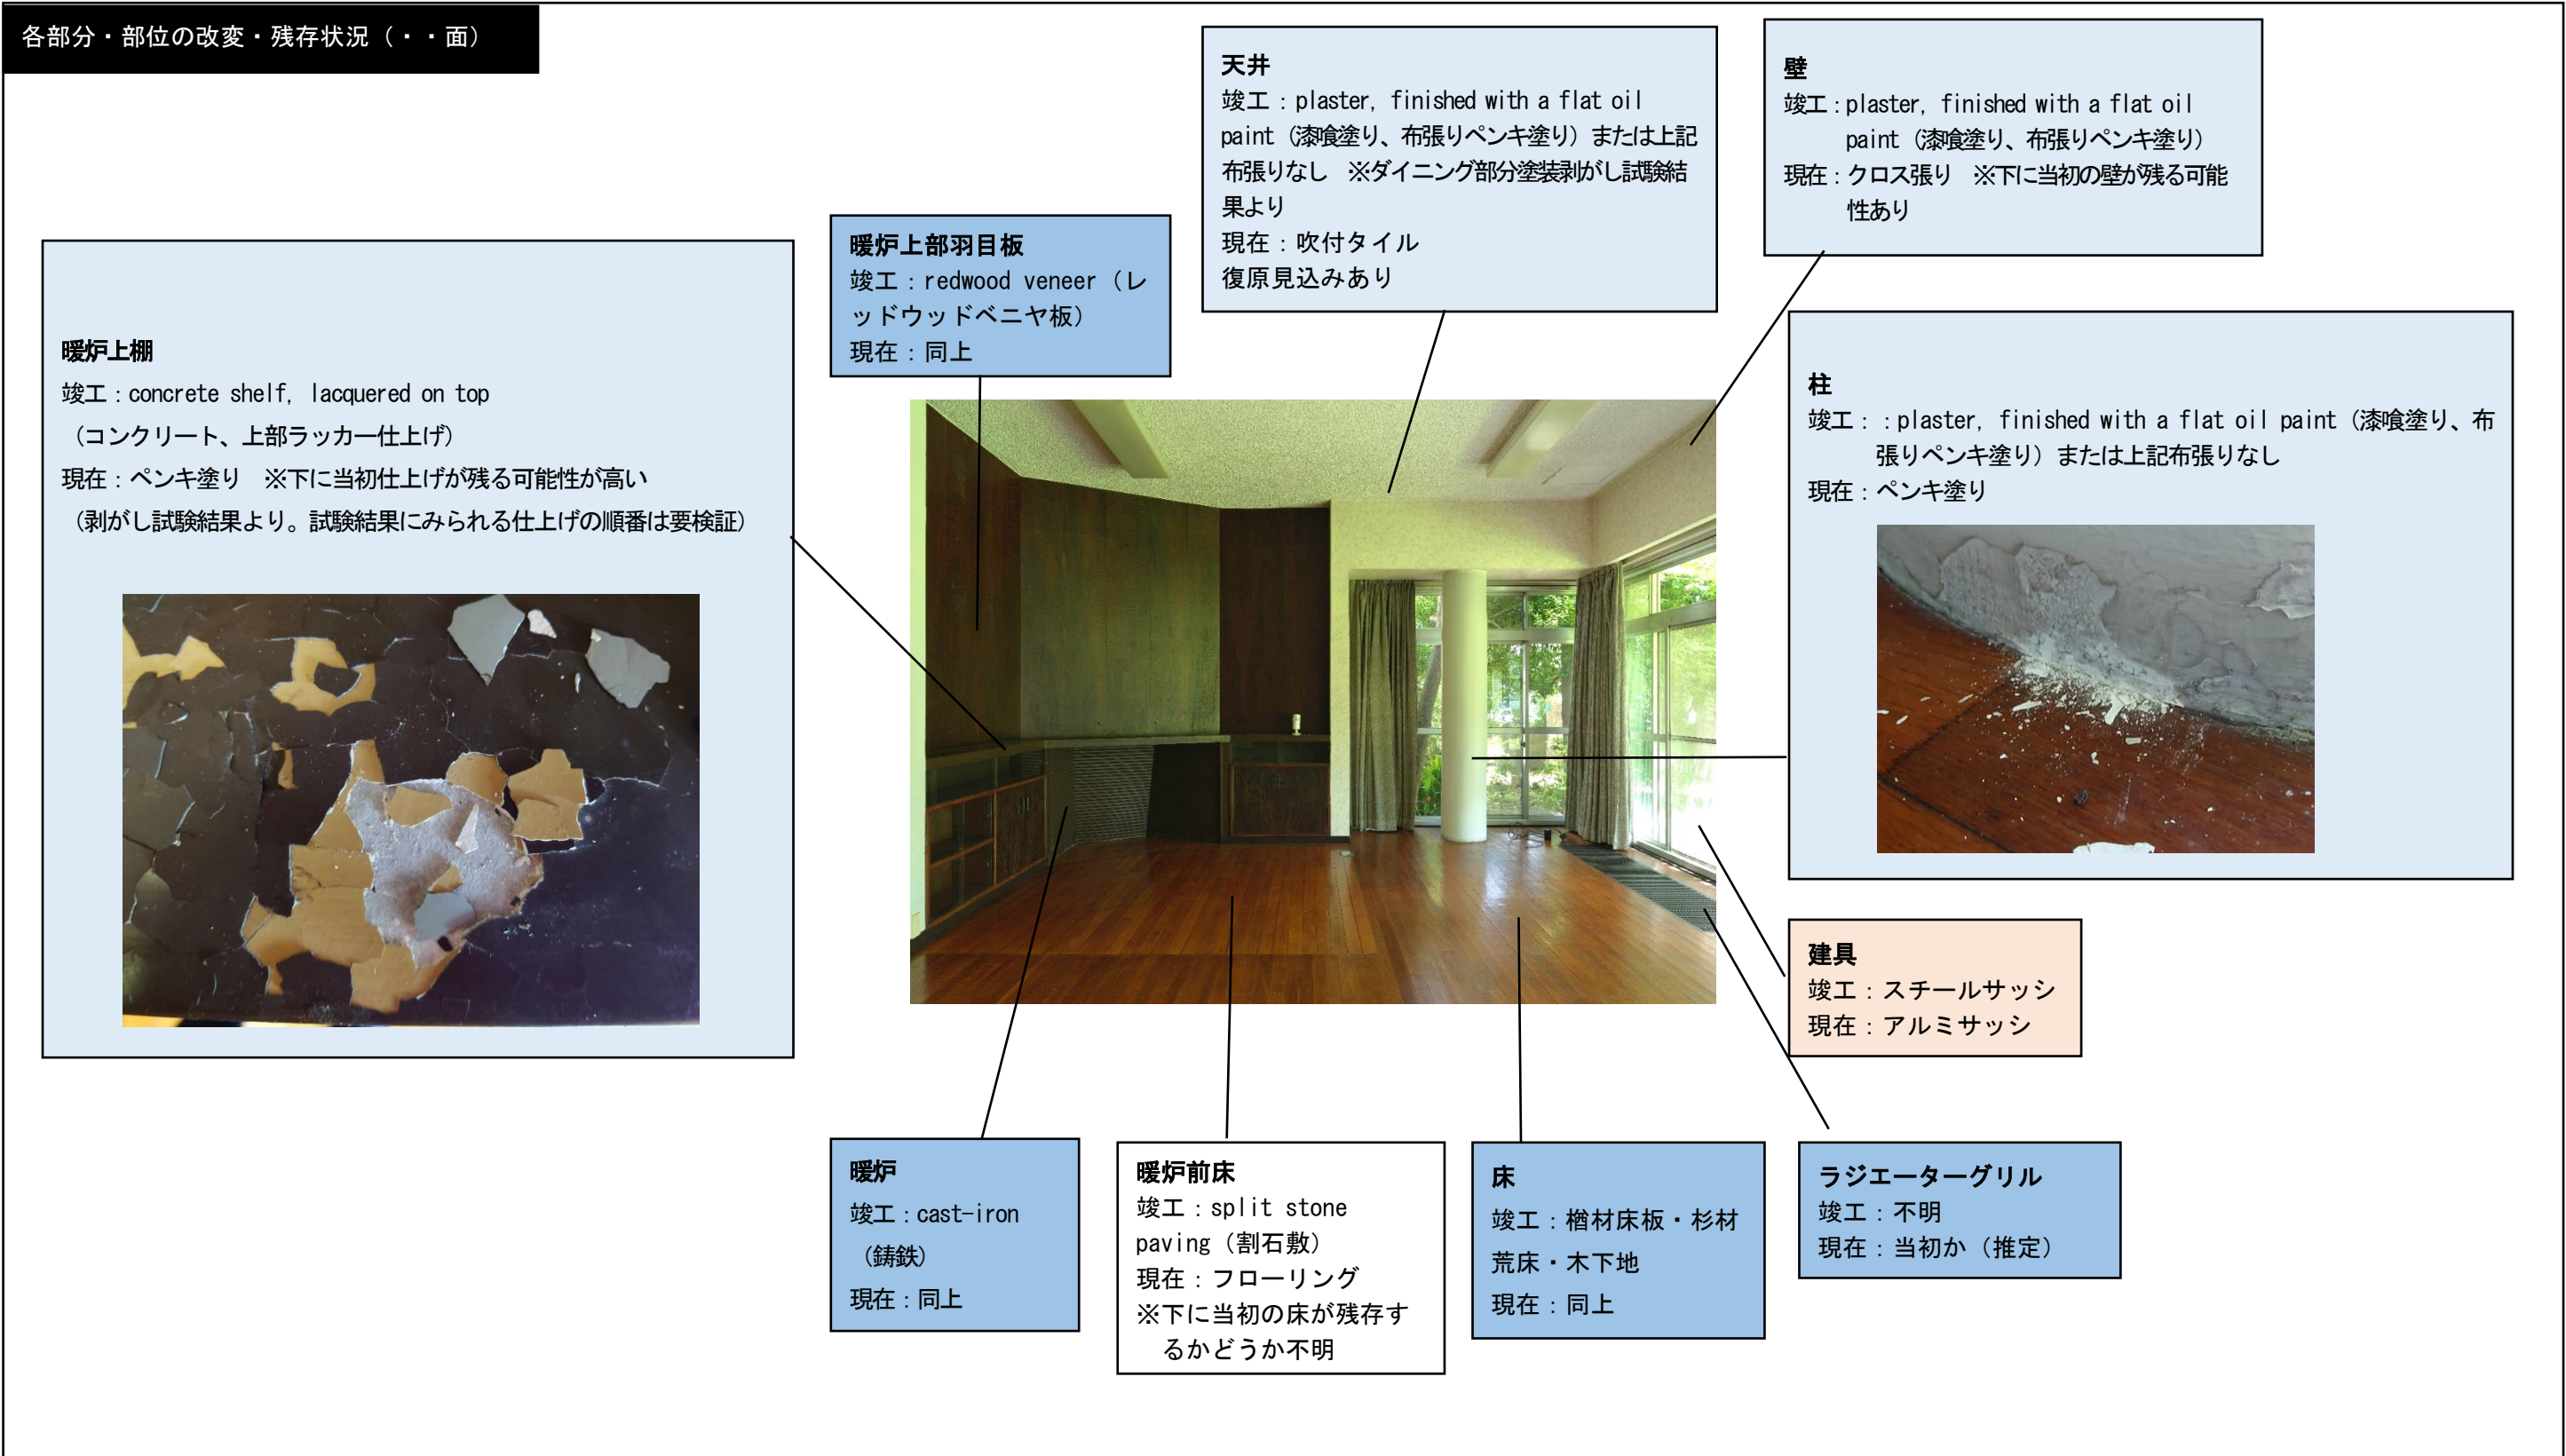 各部分・部位の改変・残存状況（・・面）
天井
竣工：plaster, finished with a flat oil
paint（漆喰塗り、布張りペンキ塗り）または上記
布張りなし　※ダイニング部分塗装剥がし試験結
果より
現在：吹付タイル
復原見込みあり
壁
竣工：plaster, finished with a flat oil
paint（漆喰塗り、布張りペンキ塗り）
現在：クロス張り　※下に当初の壁が残る可能
性あり
暖炉上部羽目板
竣工：redwood veneer（レ
ッドウッドベニヤ板）
現在：同上
暖炉上棚
竣工：concrete shelf, lacquered on top
（コンクリート、上部ラッカー仕上げ）
現在：ペンキ塗り　※下に当初仕上げが残る可能性が高い
（剥がし試験結果より。試験結果にみられる仕上げの順番は要検証）
柱
竣工：：plaster, finished with a flat oil paint（漆喰塗り、布
張りペンキ塗り）または上記布張りなし
現在：ペンキ塗り
建具
竣工：スチールサッシ
現在：アルミサッシ
暖炉
竣工：cast-iron
（鋳鉄）
現在：同上
暖炉前床
竣工：split stone
paving（割石敷）
現在：フローリング
※下に当初の床が残存す
るかどうか不明
床
竣工：楢材床板・杉材
荒床・木下地
現在：同上
ラジエーターグリル
竣工：不明
現在：当初か（推定）